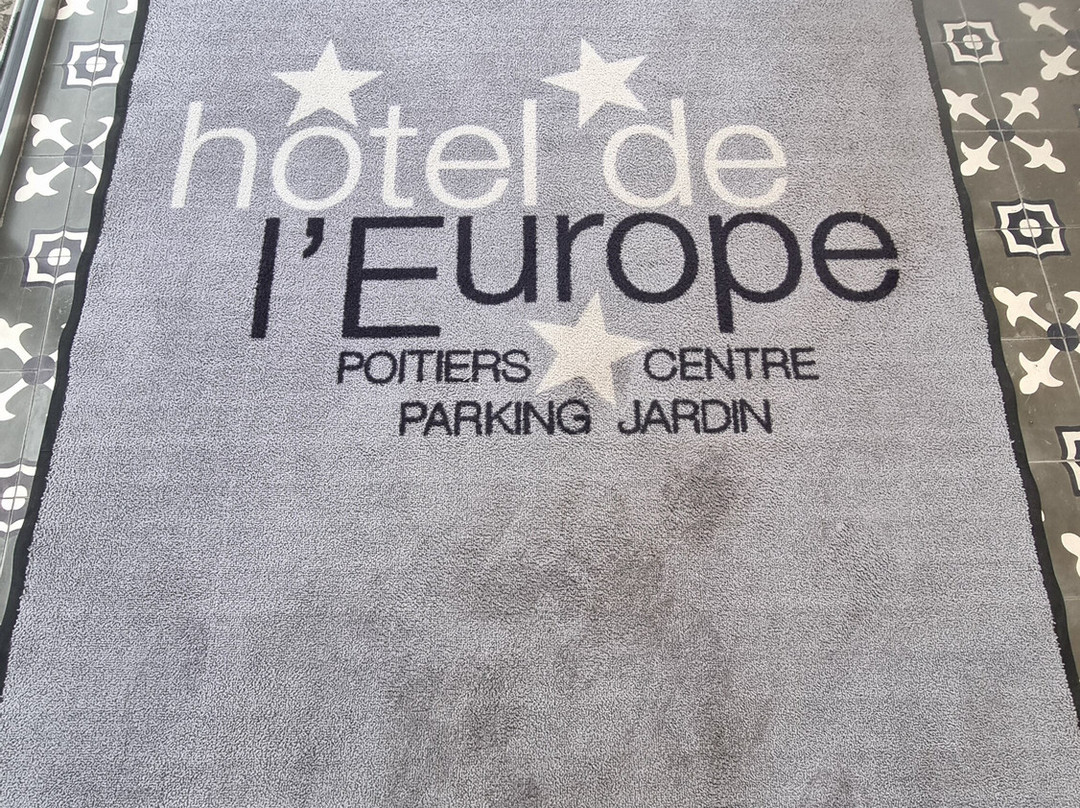 hôtel de
l'Europe
POITIERS CENTRE
PARKING JARDIN